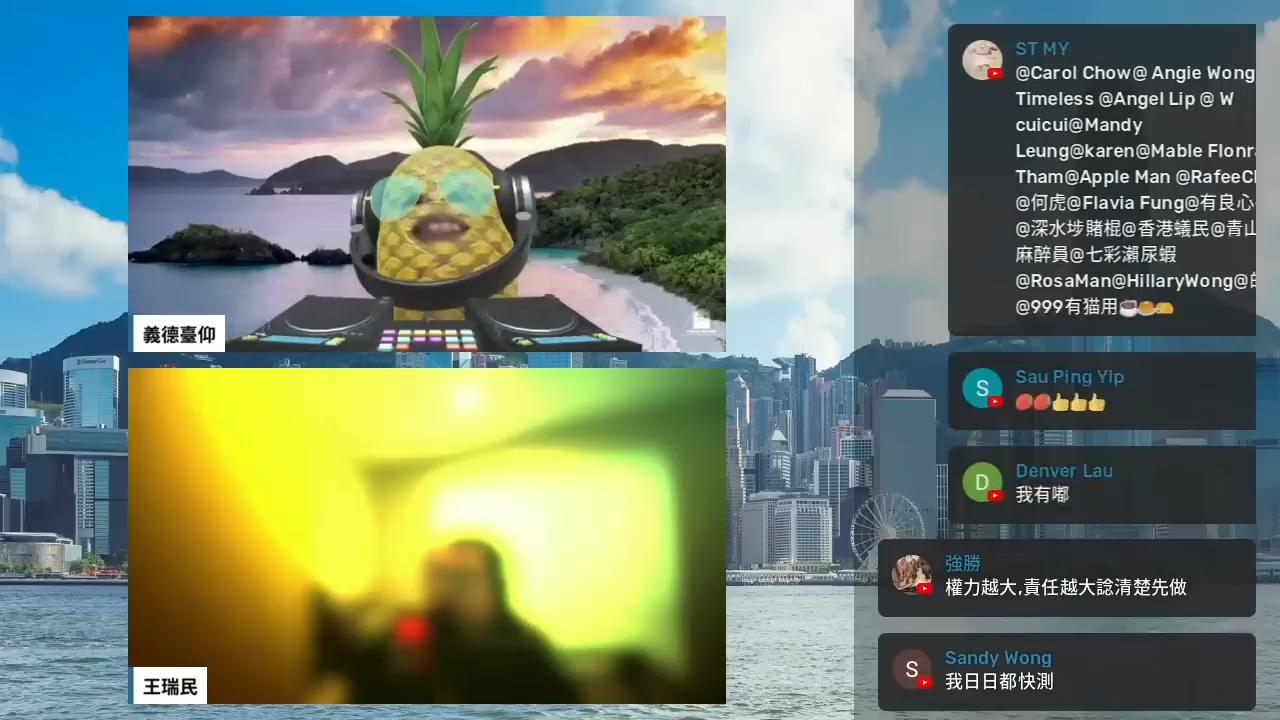 義德臺仰
王瑞民
ST MY
@Carol Chow@ Angie Wong
Timeless @Angel Lip @ W
cuicui@Mandy
Leung@karen@Mable Flonr
Tham@Apple Man @RafeeC
@何虎@Flavia Fung@有良心
@深水埗賭棍@香港蟻民@青山
麻醉員@七彩瀨尿蝦
@RosaMan@HillaryWong@
@999有猫用
S
Sau Ping Yip
D
Denver Lau
我有嘟
強勝
權力越大,責任越大諗清楚先做
S
Sandy Wong
我日日都快測